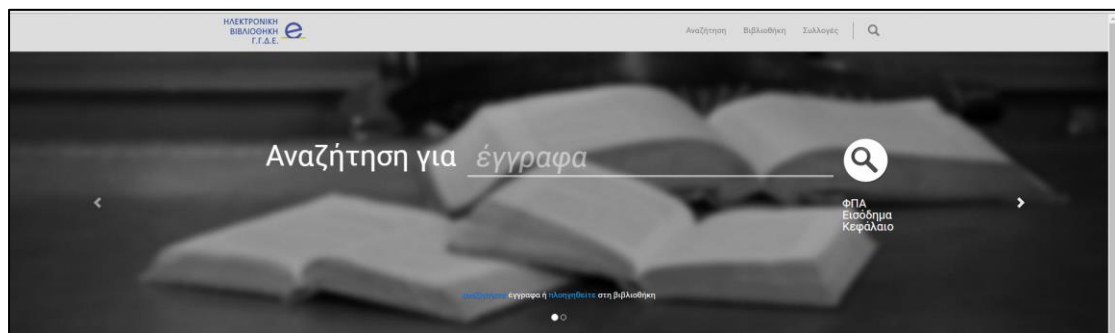 ΗΛΕΚΤΡΟΝΙΚΗ
ΒΙΒΛΙΟΘΗΚΗ
Γ.Γ.Δ.Ε.
Αναζήτηση Βιβλιοθήκη Συλλογές
Αναζήτηση για έγγραφα
ΦΠΑ
Εισόδημα
Κεφάλαιο
έγγραφα ή πλοηγηθείτε στη βιβλιοθήκη